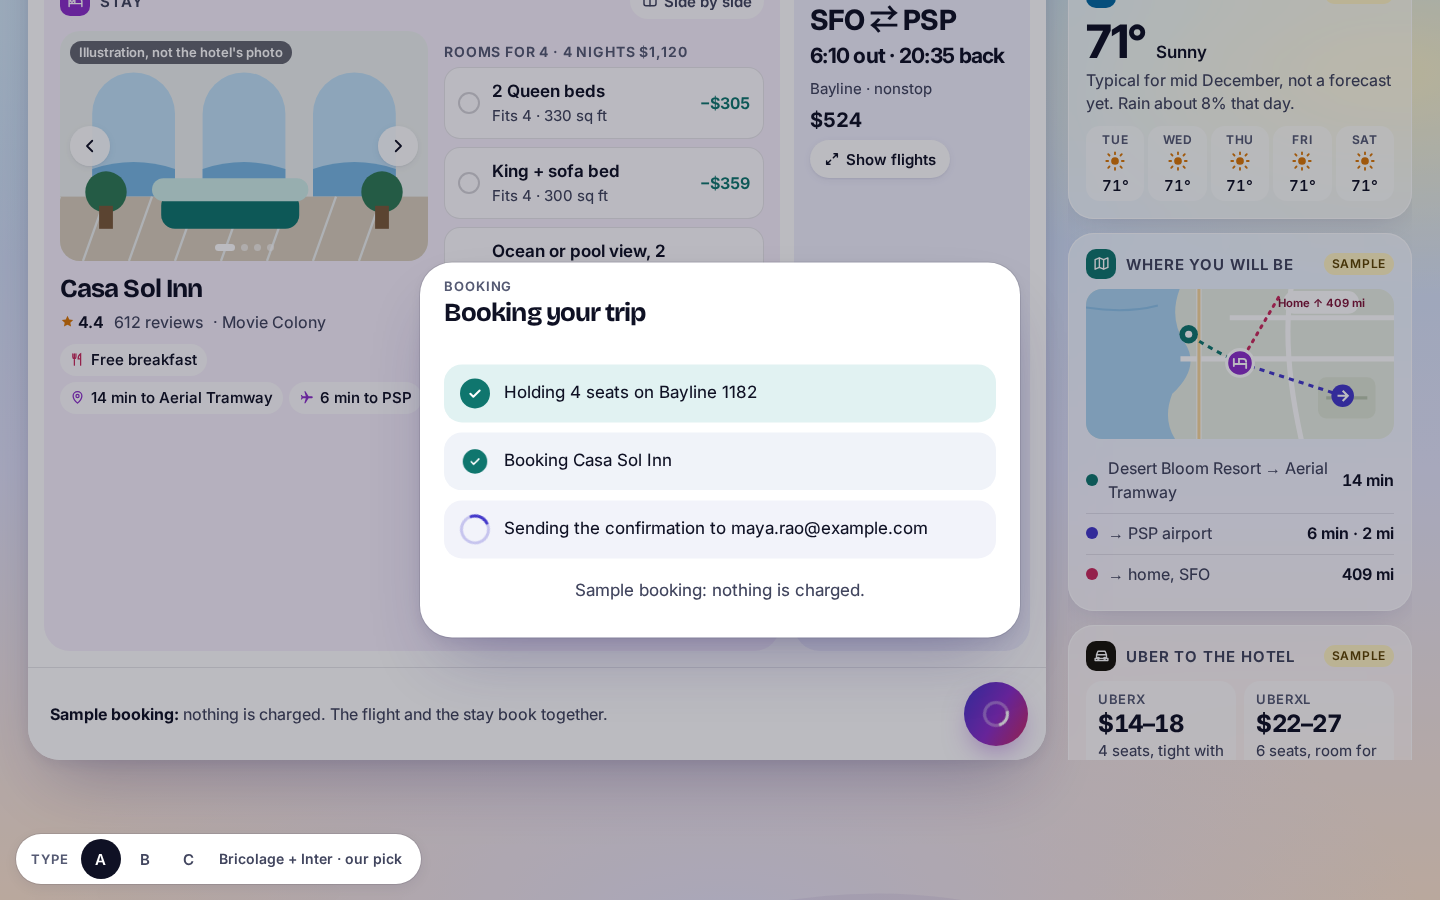 STAY
Side by side
Illustration, not the hotel's photo
ROOMS FOR 4 · 4 NIGHTS $1,120
2 Queen beds
Fits 4 · 330 sq ft
−$305
King + sofa bed
Fits 4 · 300 sq ft
−$359
Ocean or pool view, 2
Casa Sol Inn
4.4 612 reviews · Movie Colony
Free breakfast
14 min to Aerial Tramway
6 min to PSP
SFO ⇄ PSP
6:10 out · 20:35 back
Bayline · nonstop
$524
Show flights
BOOKING
Booking your trip
Holding 4 seats on Bayline 1182
Booking Casa Sol Inn
Sending the confirmation to maya.rao@example.com
Sample booking: nothing is charged.
Sample booking: nothing is charged. The flight and the stay book together.
71° Sunny
Typical for mid December, not a forecast
yet. Rain about 8% that day.
TUE WED THU FRI SAT
71° 71° 71° 71° 71°
WHERE YOU WILL BE
SAMPLE
Home ↑ 409 mi
Desert Bloom Resort → Aerial
Tramway
14 min
→ PSP airport
6 min · 2 mi
→ home, SFO
409 mi
UBER TO THE HOTEL
SAMPLE
UBERX
$14–18
4 seats, tight with
UBERXL
$22–27
6 seats, room for
TYPE A B C Bricolage + Inter · our pick